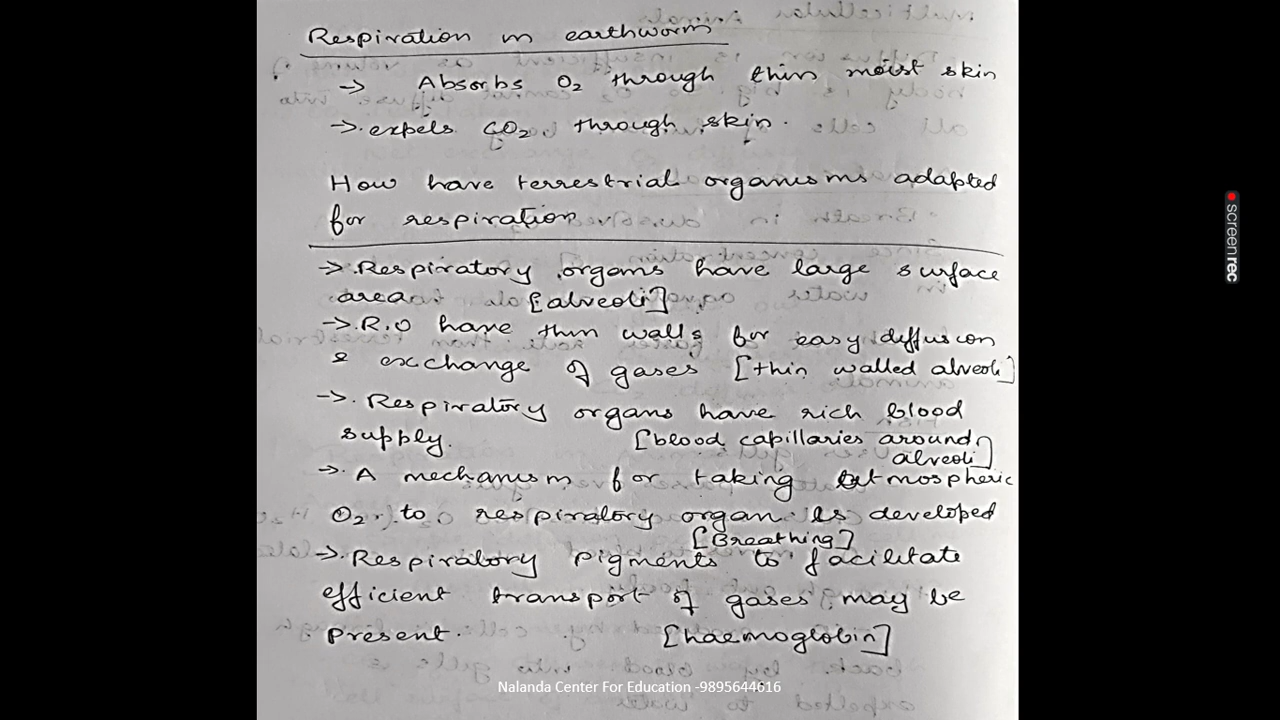 Respiration in earthworm
→ Absorbs O2 through thin moist skin
→ expels CO2 through skin.
How have terrestrial organisms adapted
for respiration
→ Respiratory organs have large surface
area [alveoli]
→ R.O have thin walls for easy diffusion
& exchange of gases [thin walled alveoli]
→ Respiratory organs have rich blood
supply. [blood capillaries around
alveoli]
→ A mechanism for taking atmospheric
O2 to respiratory organ is developed
[Breathing]
→ Respiratory pigments to facilitate
efficient transport of gases may be
present. [haemoglobin]
Nalanda Center For Education -9895644616
screenrec